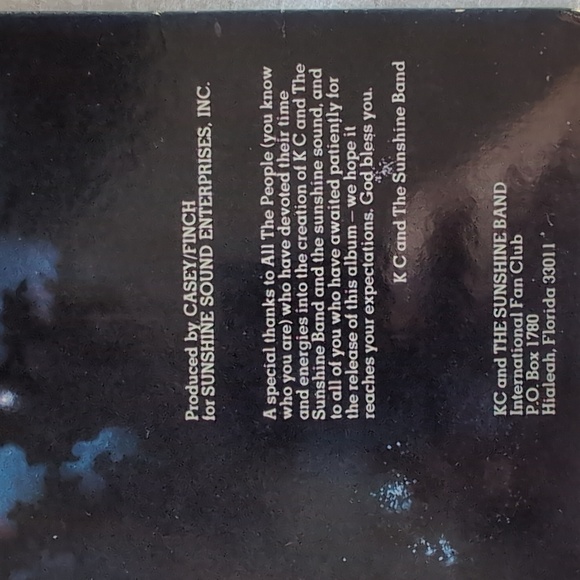 Produced by CASEY/FINCH
for SUNSHINE SOUND ENTERPRISES, INC.
A special thanks to All The People (you know
who you are) who have devoted their time
and energies into the creation of K C and The
Sunshine Band and the sunshine sound, and
to all of you who have awaited patiently for
the release of this album – we hope it
reaches your expectations. God bless you.
K C and The Sunshine Band
KC and THE SUNSHINE BAND
International Fan Club
P.O. Box 1780
Hialeah, Florida 33011